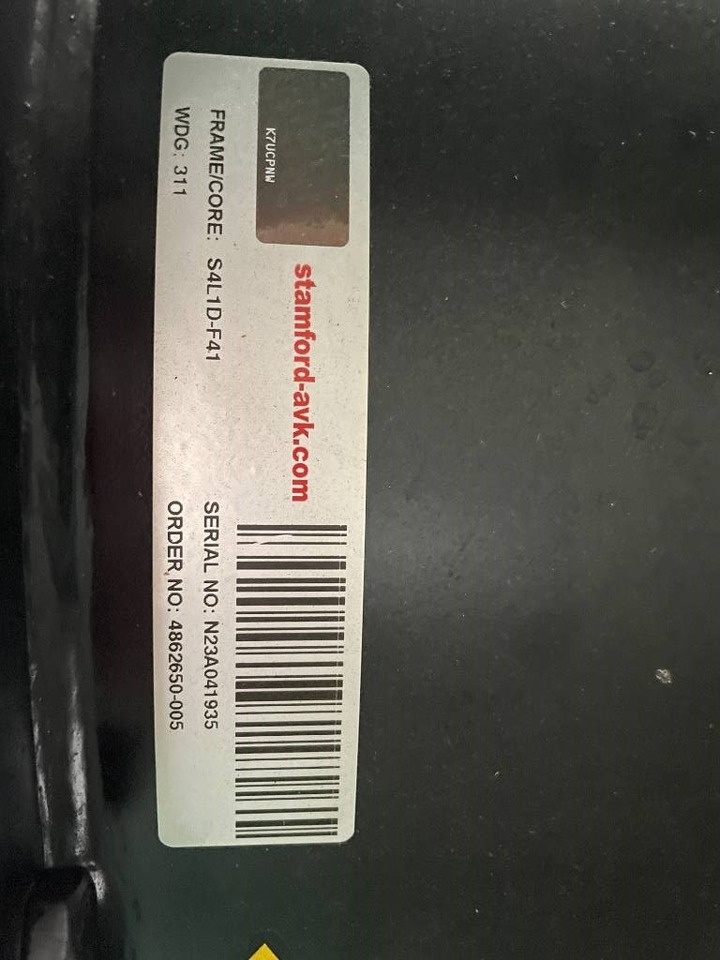 K7UCPNW
stamford-avk.com
FRAME/CORE: S4L1D-F41
SERIAL NO: N23A041935
WDG: 311
ORDER NO: 4862650-005